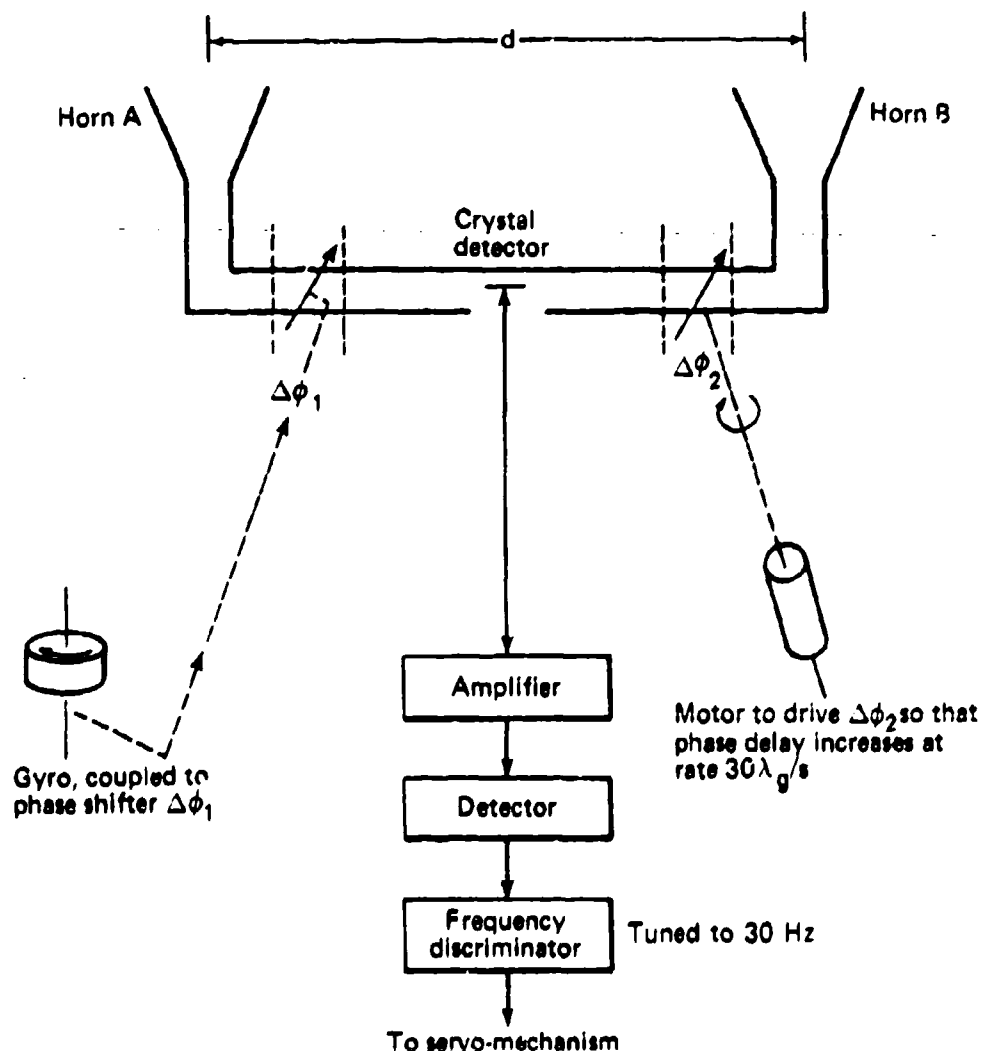 d
Horn A
Horn B
Crystal
detector
Δϕ₁
Δϕ₂
Amplifier
Motor to drive Δϕ₂ so that
phase delay increases at
rate 30λg/s
Gyro, coupled to
phase shifter Δϕ₁
Detector
Frequency
discriminator
Tuned to 30 Hz
To servo-mechanism